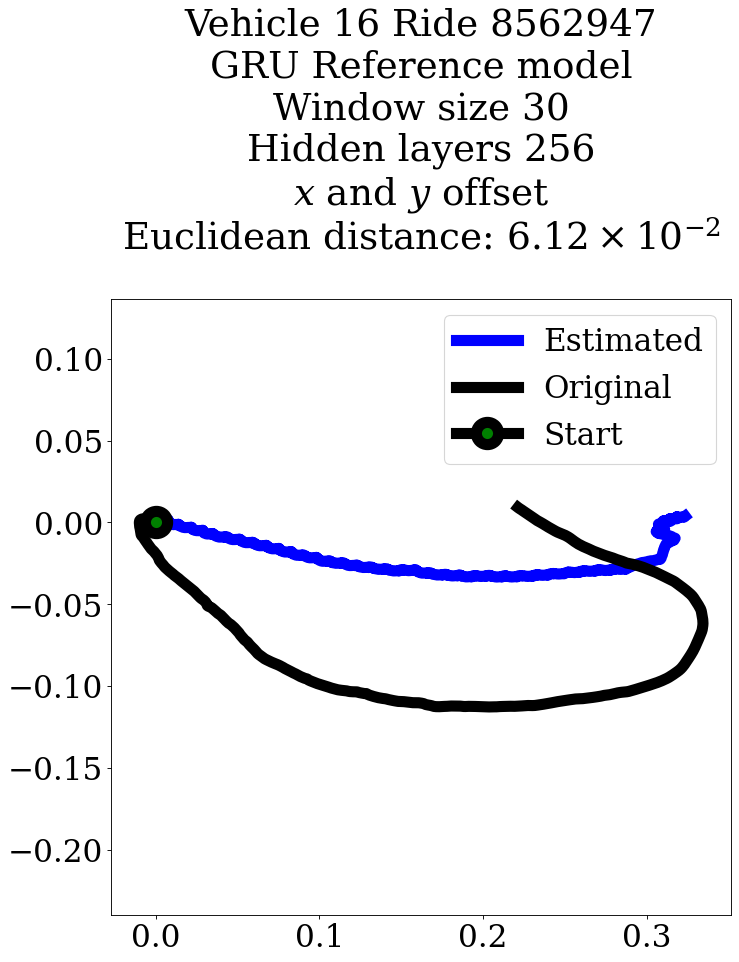 Vehicle 16 Ride 8562947
GRU Reference model
Window size 30
Hidden layers 256
x and y offset
Euclidean distance: 6.12 × 10⁻²
Estimated
Original
Start
0.10
0.05
0.00
−0.05
−0.10
−0.15
−0.20
0.0 0.1 0.2 0.3